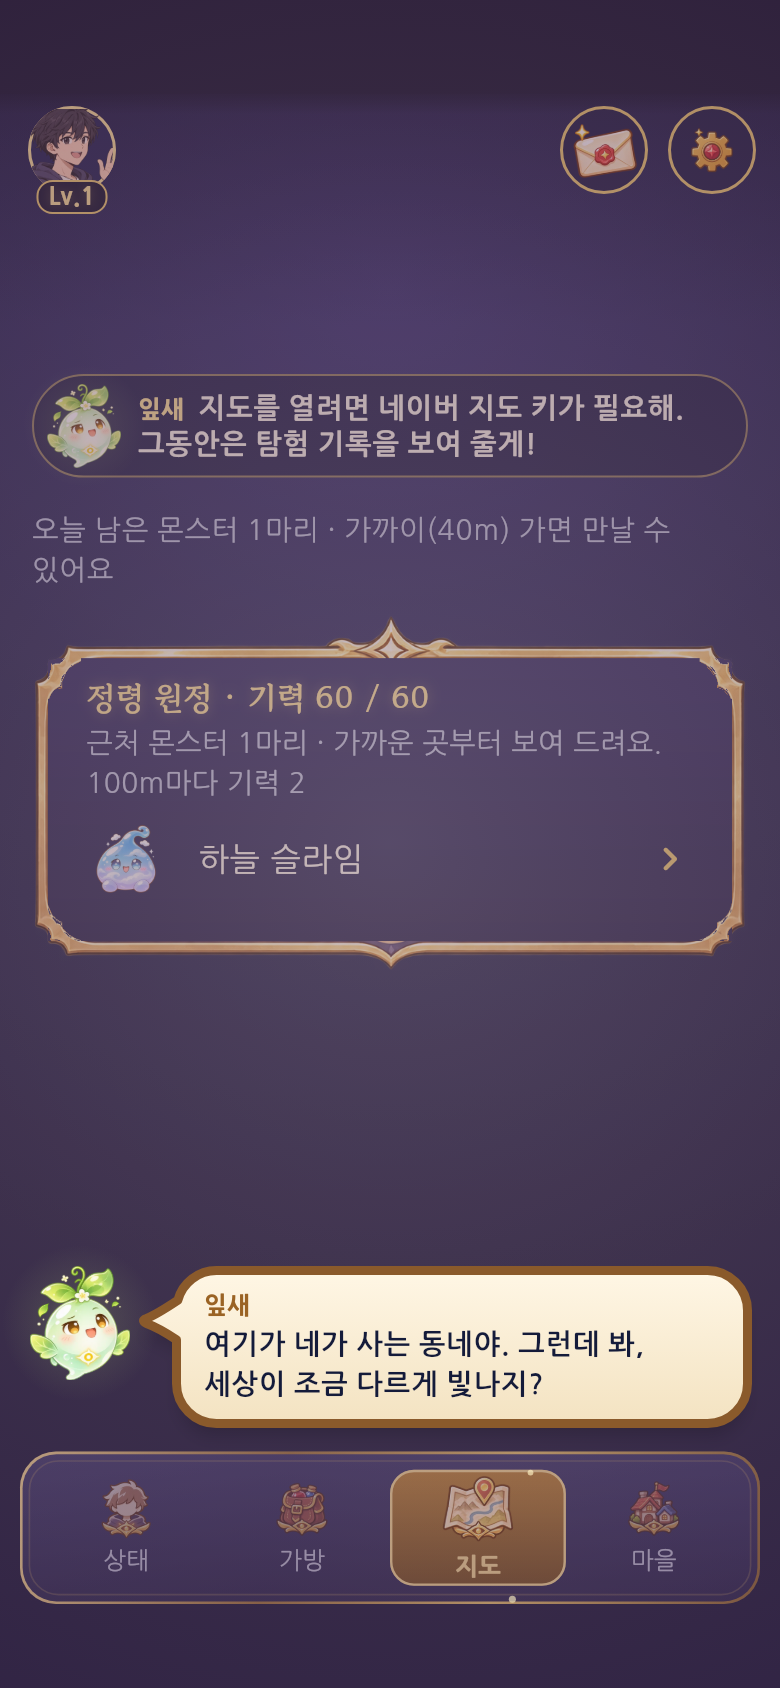 Lv.1
잎새 지도를 열려면 네이버 지도 키가 필요해.
그동안은 탐험 기록을 보여 줄게!
오늘 남은 몬스터 1마리 · 가까이(40m) 가면 만날 수
있어요
정령 원정 · 기력 60 / 60
근처 몬스터 1마리 · 가까운 곳부터 보여 드려요.
100m마다 기력 2
하늘 슬라임
잎새
여기가 네가 사는 동네야. 그런데 봐,
세상이 조금 다르게 빛나지?
상태
가방
지도
마을